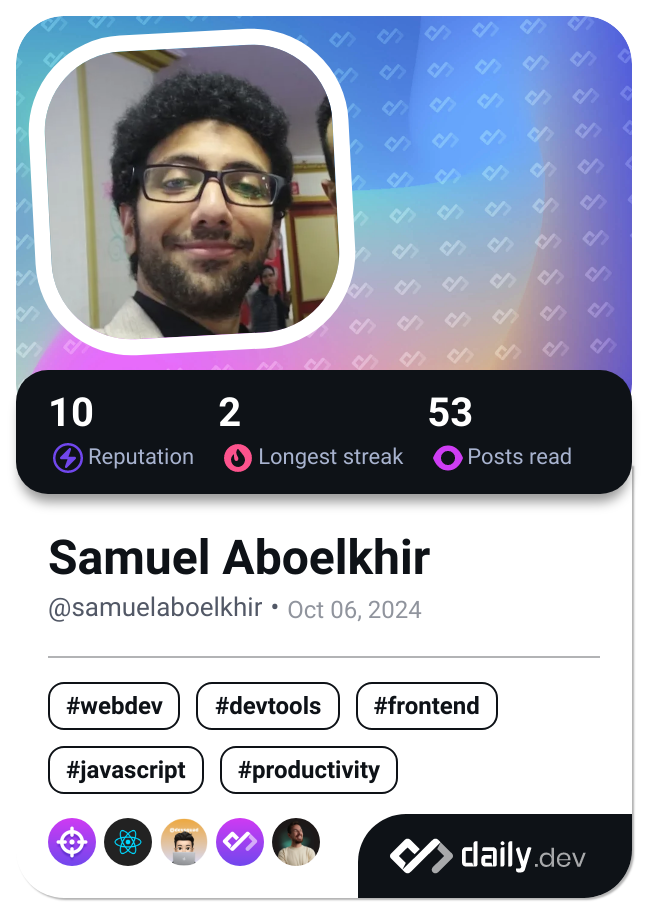 10 2 53
Reputation Longest streak Posts read
Samuel Aboelkhir
@samuelaboelkhir • Oct 06, 2024
#webdev #devtools #frontend
#javascript #productivity
daily.dev